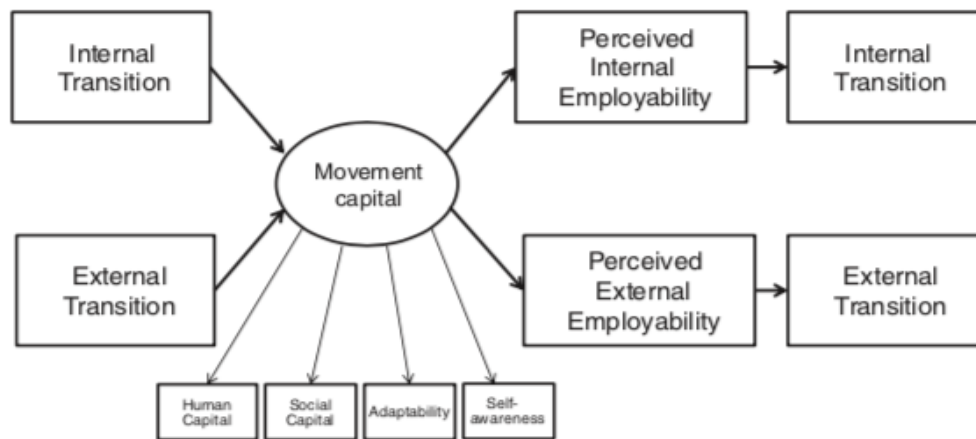 Internal
Transition
Perceived
Internal
Employability
Internal
Transition
Movement
capital
External
Transition
Perceived
External
Employability
External
Transition
Human
Capital
Social
Capital
Adaptability
Self-
awareness